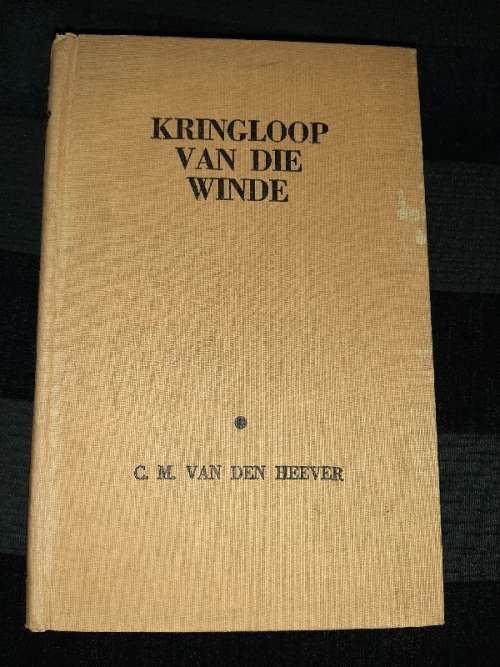 KRINGLOOP
VAN DIE
WINDE
C. M. VAN DEN HEEVER